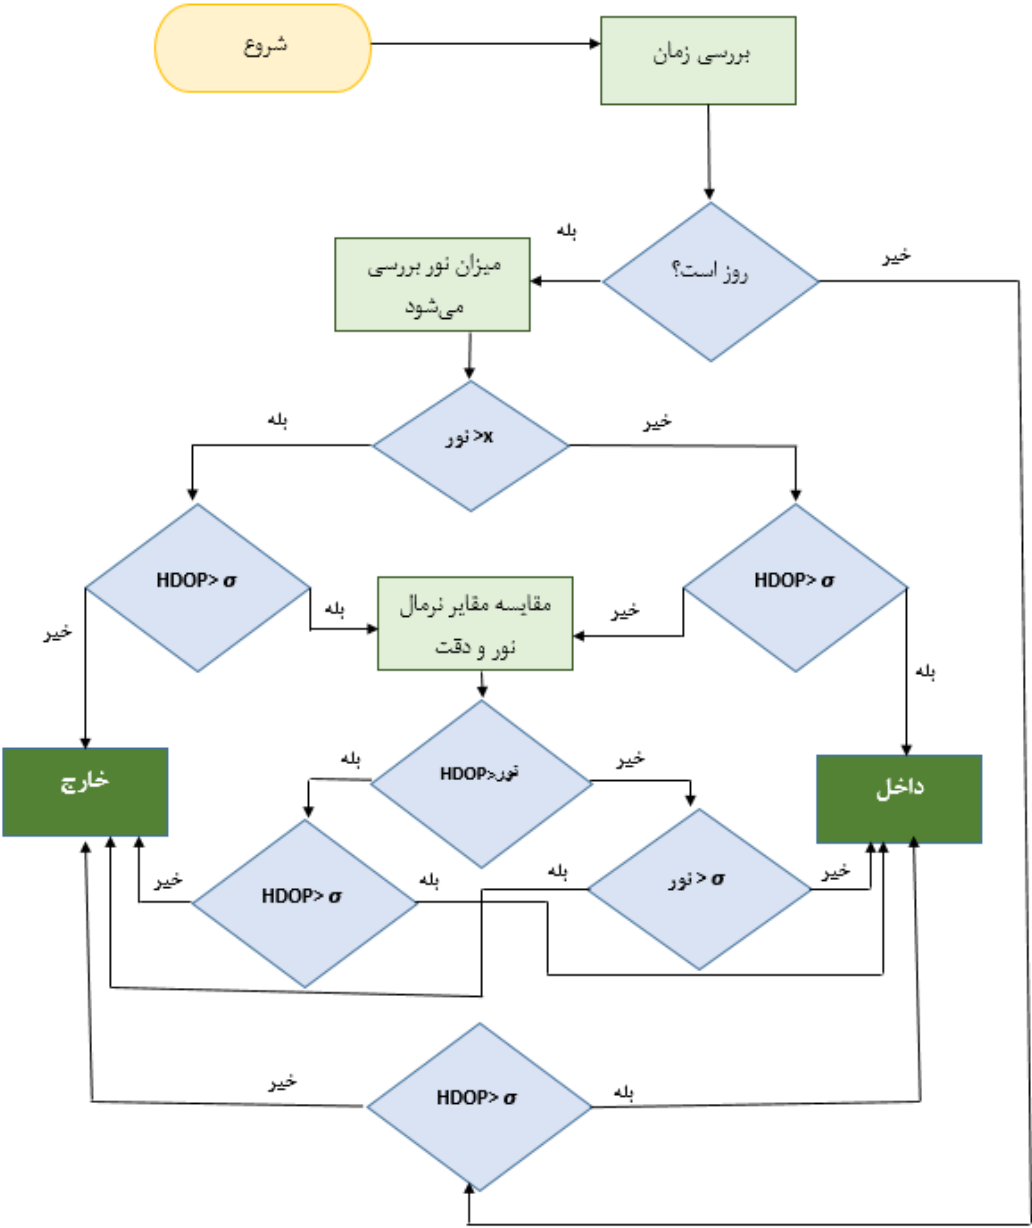 شروع
بررسی زمان
روز است؟
بله
خیر
میزان نور بررسی
می‌شود
نور >x
بله
خیر
HDOP> σ
HDOP> σ
بله
خیر
خیر
بله
مقایسه مقایر نرمال
نور و دقت
HDOP>نور
بله
خیر
خارج
داخل
HDOP> σ
نور > σ
خیر
بله
بله
خیر
HDOP> σ
خیر
بله